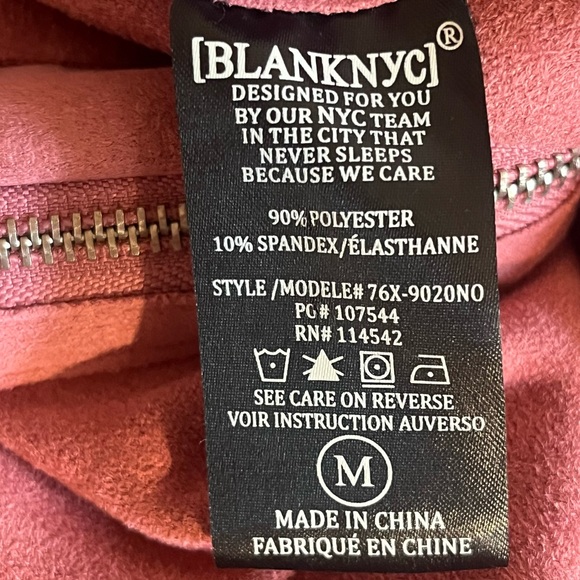 [BLANKNYC]®
DESIGNED FOR YOU
BY OUR NYC TEAM
IN THE CITY THAT
NEVER SLEEPS
BECAUSE WE CARE
90% POLYESTER
10% SPANDEX/ÉLASTHANNE
STYLE /MODELE# 76X-9020NO
PG# 107544
RN# 114542
SEE CARE ON REVERSE
VOIR INSTRUCTION AUVERSO
M
MADE IN CHINA
FABRIQUÉ EN CHINE